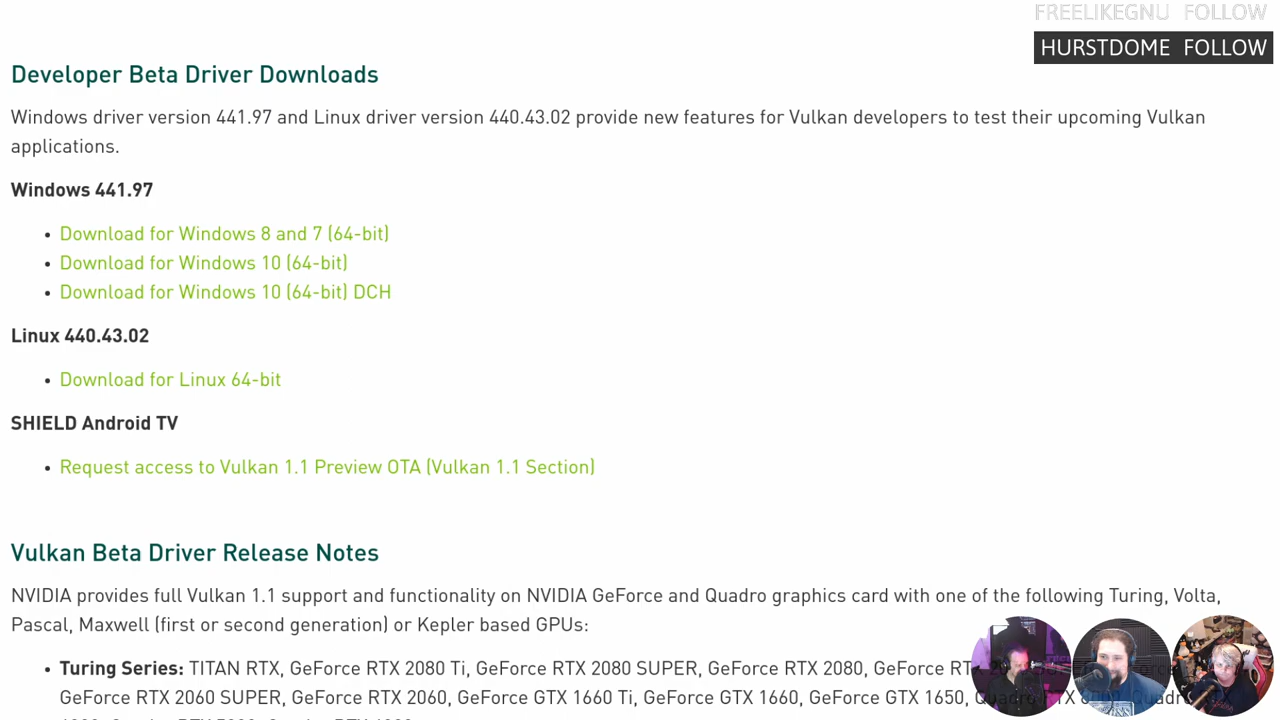 FREELIKEGNU FOLLOW
HURSTDOME FOLLOW
Developer Beta Driver Downloads
Windows driver version 441.97 and Linux driver version 440.43.02 provide new features for Vulkan developers to test their upcoming Vulkan
applications.
Windows 441.97
• Download for Windows 8 and 7 (64-bit)
• Download for Windows 10 (64-bit)
• Download for Windows 10 (64-bit) DCH
Linux 440.43.02
• Download for Linux 64-bit
SHIELD Android TV
• Request access to Vulkan 1.1 Preview OTA (Vulkan 1.1 Section)
Vulkan Beta Driver Release Notes
NVIDIA provides full Vulkan 1.1 support and functionality on NVIDIA GeForce and Quadro graphics card with one of the following Turing, Volta,
Pascal, Maxwell (first or second generation) or Kepler based GPUs:
• Turing Series: TITAN RTX, GeForce RTX 2080 Ti, GeForce RTX 2080 SUPER, GeForce RTX 2080, GeForce
GeForce RTX 2060 SUPER, GeForce RTX 2060, GeForce GTX 1660 Ti, GeForce GTX 1660, GeForce GTX 1650,